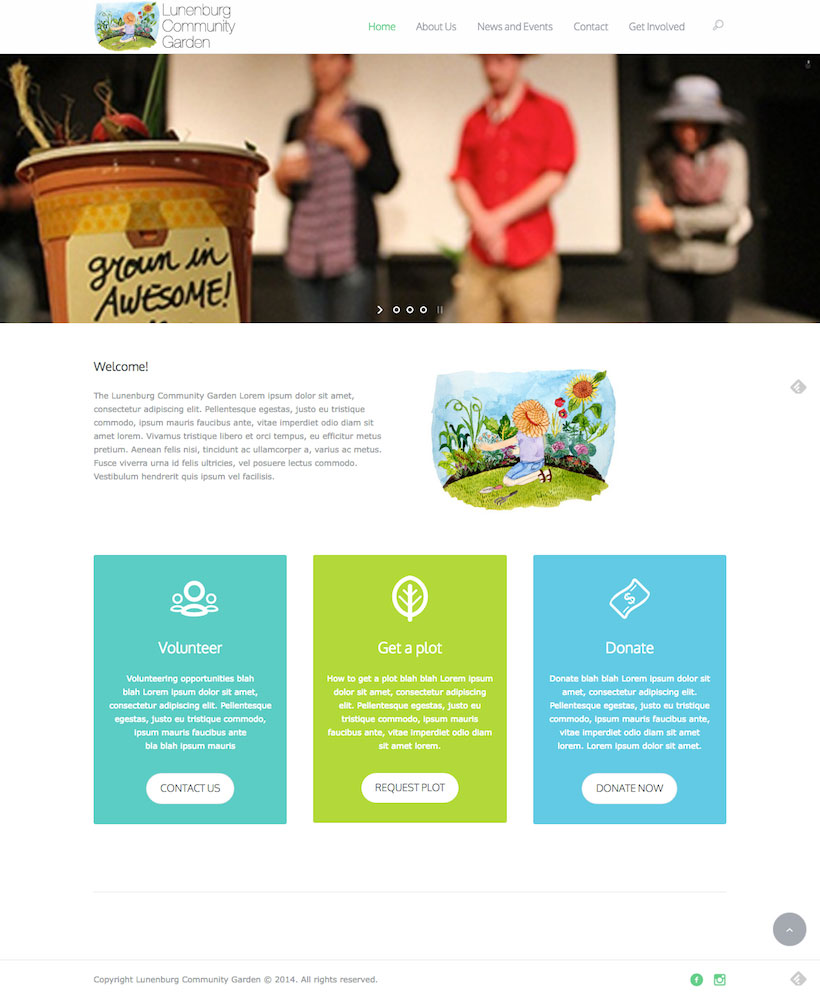 Lunenburg
Community
Garden
Home About Us News and Events Contact Get Involved
grown in
AWESOME!
Welcome!
The Lunenburg Community Garden Lorem ipsum dolor sit amet,
consectetur adipiscing elit. Pellentesque egestas, justo eu tristique
commodo, ipsum mauris faucibus ante, vitae imperdiet odio diam sit
amet lorem. Vivamus tristique libero et orci tempus, eu efficitur metus
pretium. Aenean felis nisi, tincidunt ac ullamcorper a, varius ac metus.
Fusce viverra urna id felis ultricies, vel posuere lectus commodo.
Vestibulum hendrerit quis ipsum vel facilisis.
Volunteer
Volunteering opportunities blah
blah Lorem ipsum dolor sit amet,
consectetur adipiscing elit. Pellentesque
egestas, justo eu tristique commodo,
ipsum mauris faucibus ante
bla blah ipsum mauris
CONTACT US
Get a plot
How to get a plot blah blah Lorem ipsum
dolor sit amet, consectetur adipiscing
elit. Pellentesque egestas, justo eu
tristique commodo, ipsum mauris
faucibus ante, vitae imperdiet odio diam
sit amet lorem.
REQUEST PLOT
Donate
Donate blah blah Lorem ipsum dolor sit
amet, consectetur adipiscing elit.
Pellentesque egestas, justo eu tristique
commodo, ipsum mauris faucibus ante,
vitae imperdiet odio diam sit amet
lorem. Lorem ipsum dolor sit amet.
DONATE NOW
Copyright Lunenburg Community Garden © 2014. All rights reserved.